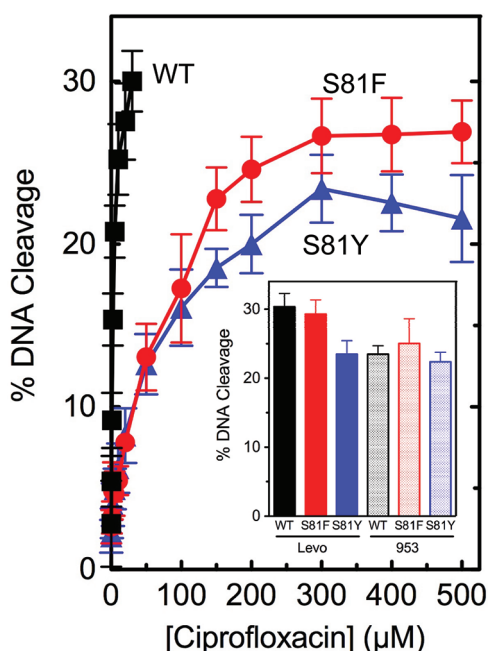 WT
S81F
S81Y
% DNA Cleavage
30
20
10
0
0 100 200 300 400 500
[Ciprofloxacin] (µM)
% DNA Cleavage
30
20
10
0
WT S81F S81Y WT S81F S81Y
Levo 953